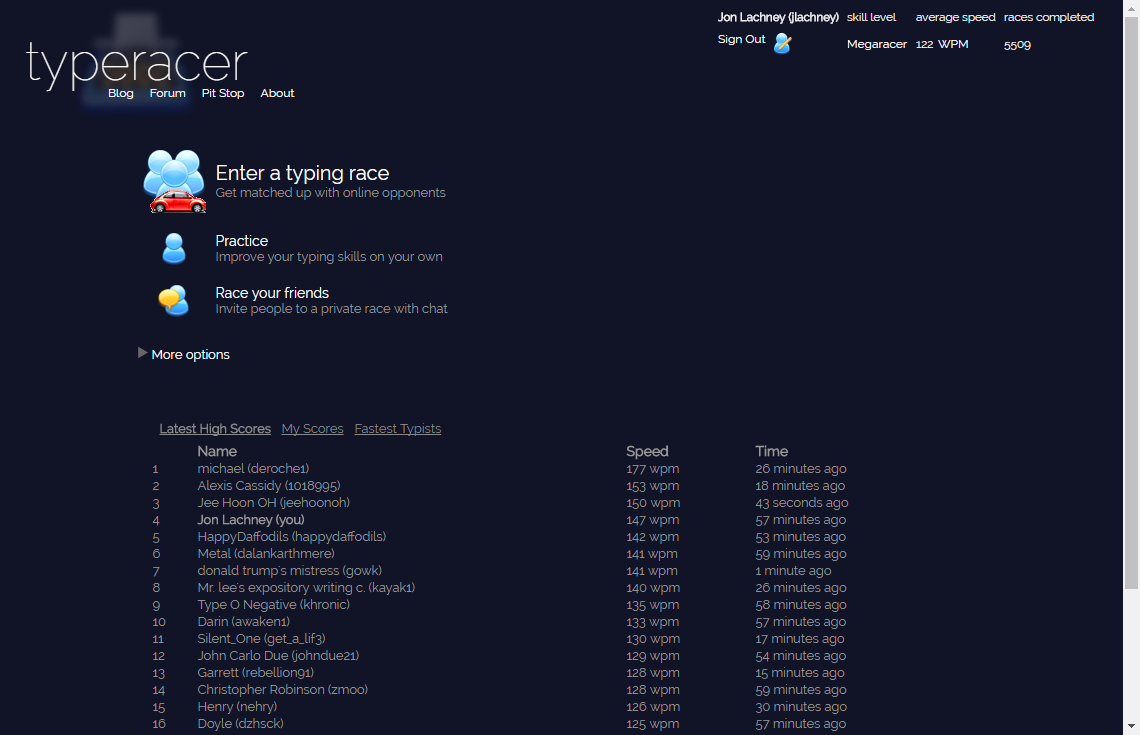 typeracer
Blog Forum Pit Stop About
Jon Lachney (jlachney) skill level average speed races completed
Sign Out Megaracer 122 WPM 5509
Enter a typing race
Get matched up with online opponents
Practice
Improve your typing skills on your own
Race your friends
Invite people to a private race with chat
More options
Latest High Scores My Scores Fastest Typists
Name Speed Time
1 michael (deroche1) 177 wpm 26 minutes ago
2 Alexis Cassidy (1018995) 153 wpm 18 minutes ago
3 Jee Hoon OH (jeehoonoh) 150 wpm 43 seconds ago
4 Jon Lachney (you) 147 wpm 57 minutes ago
5 HappyDaffodils (happydaffodils) 142 wpm 53 minutes ago
6 Metal (dalankarthmere) 141 wpm 59 minutes ago
7 donald trump's mistress (gowk) 141 wpm 1 minute ago
8 Mr. lee's expository writing c. (kayak1) 140 wpm 26 minutes ago
9 Type O Negative (khronic) 135 wpm 58 minutes ago
10 Darin (awaken1) 133 wpm 57 minutes ago
11 Silent_One (get_a_lif3) 130 wpm 17 minutes ago
12 John Carlo Due (johndue21) 129 wpm 54 minutes ago
13 Garrett (rebellion91) 128 wpm 15 minutes ago
14 Christopher Robinson (zmoo) 128 wpm 59 minutes ago
15 Henry (nehry) 126 wpm 30 minutes ago
16 Doyle (dzhsck) 125 wpm 57 minutes ago